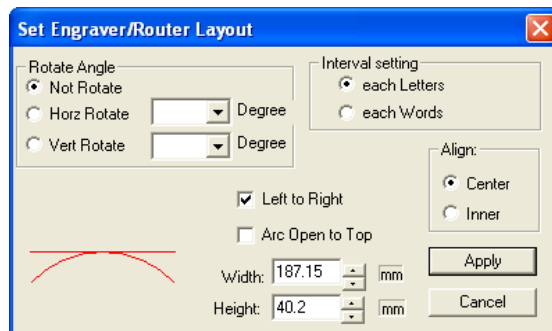 Set Engraver/Router Layout
Rotate Angle
Not Rotate
Horz Rotate Degree
Vert Rotate Degree
Interval setting
each Letters
each Words
Align:
Center
Inner
Left to Right
Arc Open to Top
Width: 187.15 mm
Height: 40.2 mm
Apply
Cancel